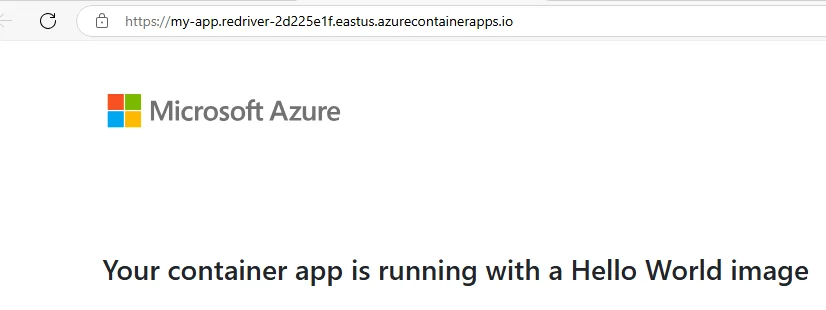 https://my-app.redriver-2d225e1f.eastus.azurecontainerapps.io
Microsoft Azure
Your container app is running with a Hello World image